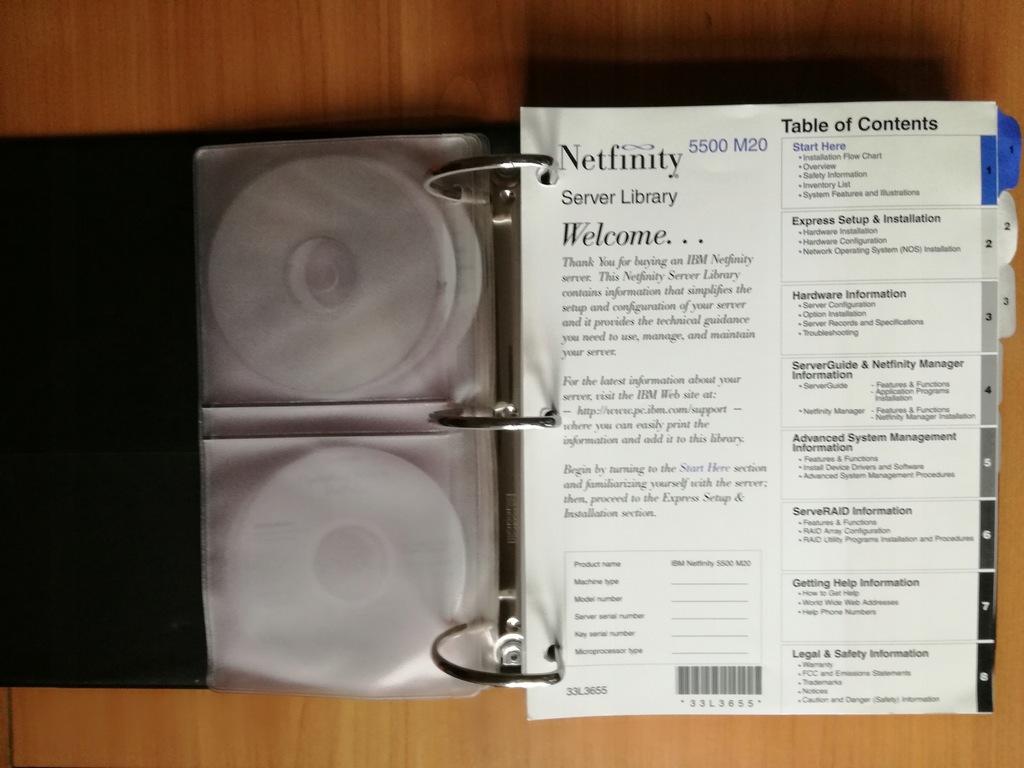 Netfinity 5500 M20
Server Library
Welcome. . .
Thank You for buying an IBM Netfinity
server. This Netfinity Server Library
contains information that simplifies the
setup and configuration of your server
and it provides the technical guidance
you need to use, manage, and maintain
your server.
For the latest information about your
server, visit the IBM Web site at:
— http://www.pc.ibm.com/support —
where you can easily print the
information and add it to this library.
Begin by turning to the Start Here section
and familiarizing yourself with the server;
then, proceed to the Express Setup &
Installation section.
Product name IBM Netfinity 5500 M20
Machine type
Model number
Server serial number
Key serial number
Microprocessor type
33L3655
*33L3655*
Table of Contents
Start Here
• Installation Flow Chart
• Overview
• Safety Information
• Inventory List
• System Features and Illustrations
1
1
Express Setup & Installation
• Hardware Installation
• Hardware Configuration
• Network Operating System (NOS) Installation
2
2
Hardware Information
• Server Configuration
• Option Installation
• Server Records and Specifications
• Troubleshooting
3
3
ServerGuide & Netfinity Manager
Information
• ServerGuide - Features & Functions
- Application Programs
Installation
• Netfinity Manager - Features & Functions
- Netfinity Manager Installation
4
Advanced System Management
Information
• Features & Functions
• Install Device Drivers and Software
• Advanced System Management Procedures
5
ServeRAID Information
• Features & Functions
• RAID Array Configuration
• RAID Utility Programs Installation and Procedures
6
Getting Help Information
• How to Get Help
• World Wide Web Addresses
• Help Phone Numbers
7
Legal & Safety Information
• Warranty
• FCC and Emissions Statements
• Trademarks
• Notices
• Caution and Danger (Safety) Information
8